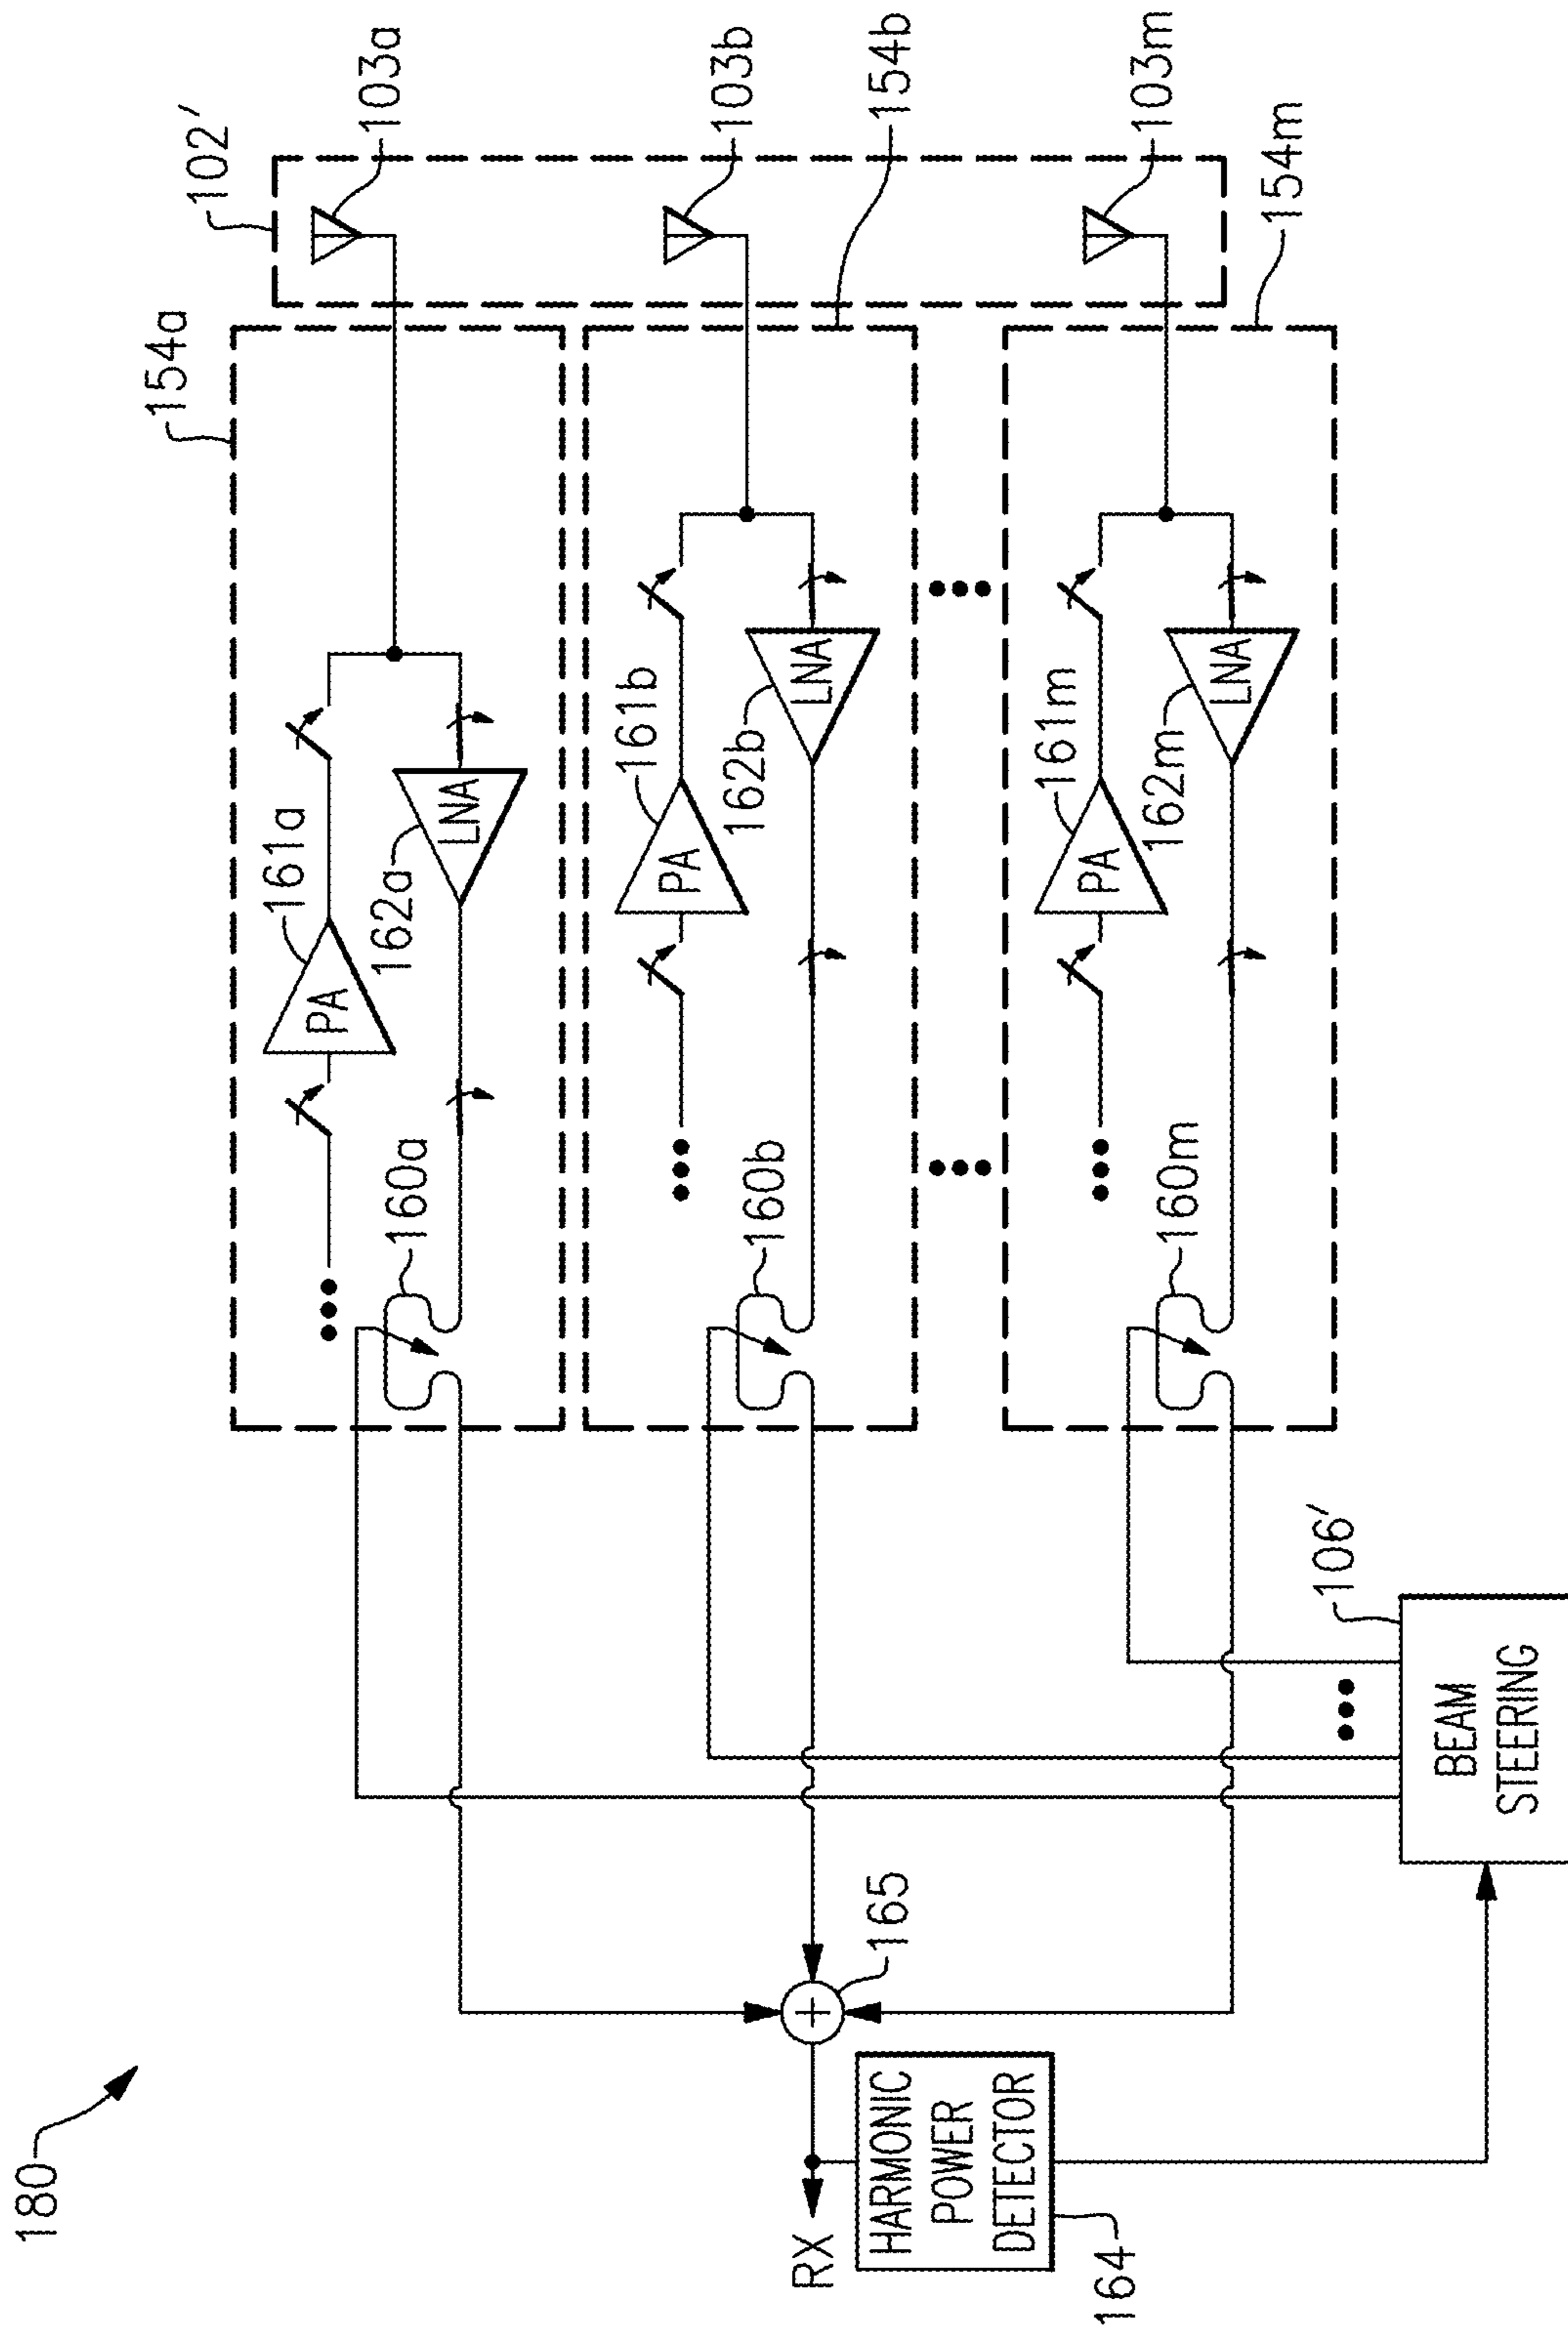 180
154a
102'
103a
103b
154b
103m
154m
161a
PA
162a
LNA
160a
161b
PA
162b
LNA
160b
161m
PA
162m
LNA
160m
165
+
RX
HARMONIC
POWER
DETECTOR
164
106'
BEAM
STEERING